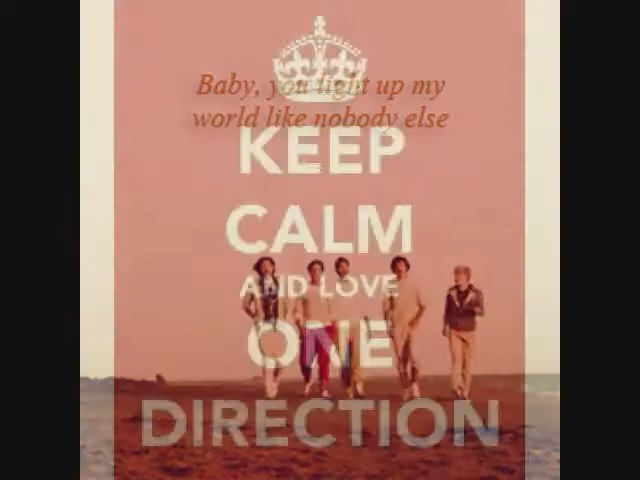 Baby, you light up my
world like nobody else
KEEP
CALM
AND LOVE
ONE
DIRECTION